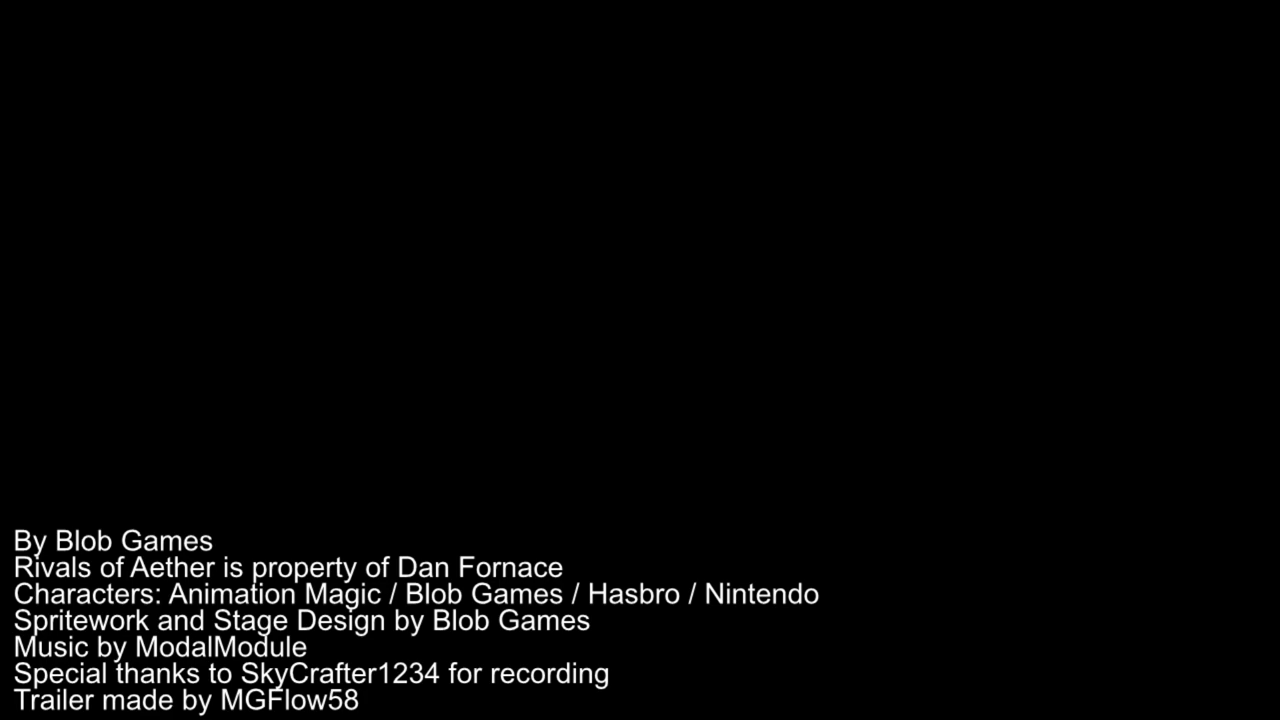 By Blob Games
Rivals of Aether is property of Dan Fornace
Characters: Animation Magic / Blob Games / Hasbro / Nintendo
Spritework and Stage Design by Blob Games
Music by ModalModule
Special thanks to SkyCrafter1234 for recording
Trailer made by MGFlow58